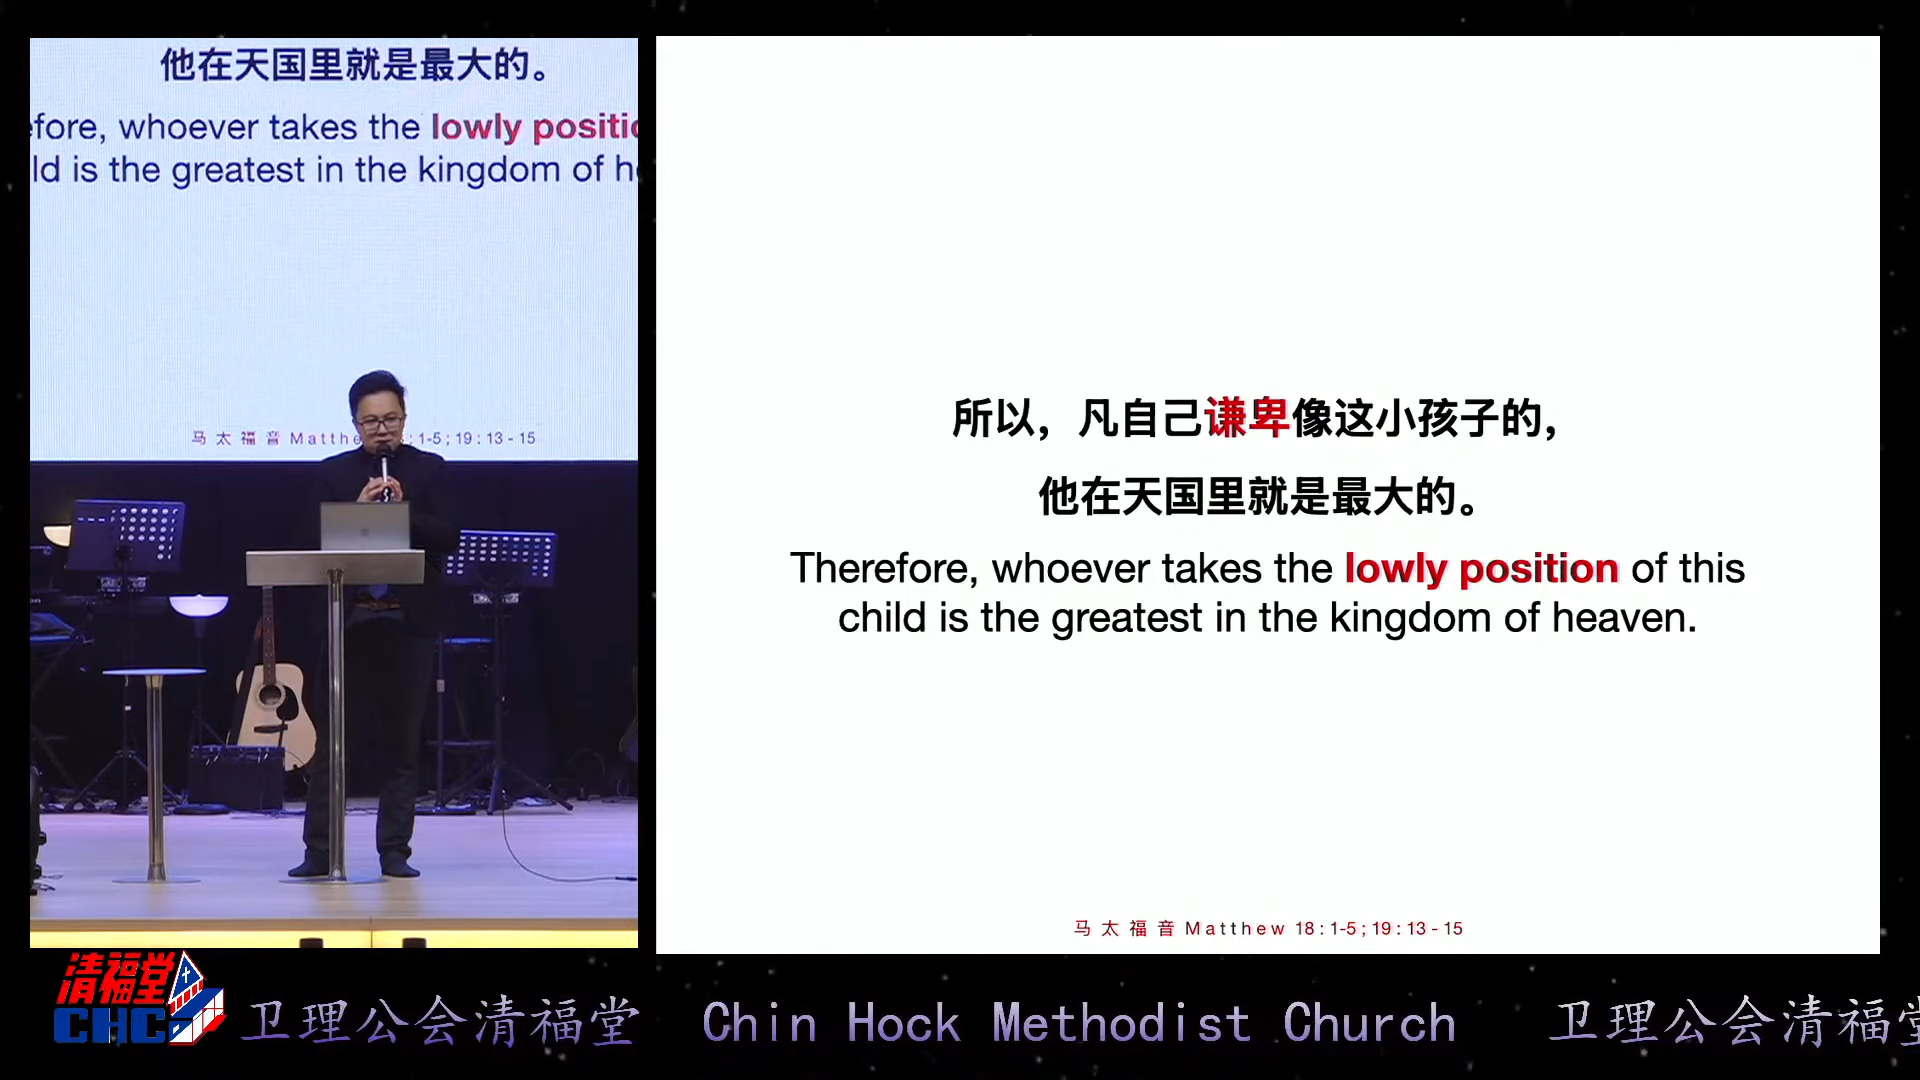 他在天国里就是最大的。
efore, whoever takes the lowly positio
ld is the greatest in the kingdom of h
马太福音 Matthe :1-5;19:13-15
所以，凡自己谦卑像这小孩子的，
他在天国里就是最大的。
Therefore, whoever takes the lowly position of this
child is the greatest in the kingdom of heaven.
马太福音 Matthew 18:1-5;19:13-15
清福堂
CHC
卫理公会清福堂 Chin Hock Methodist Church 卫理公会清福堂